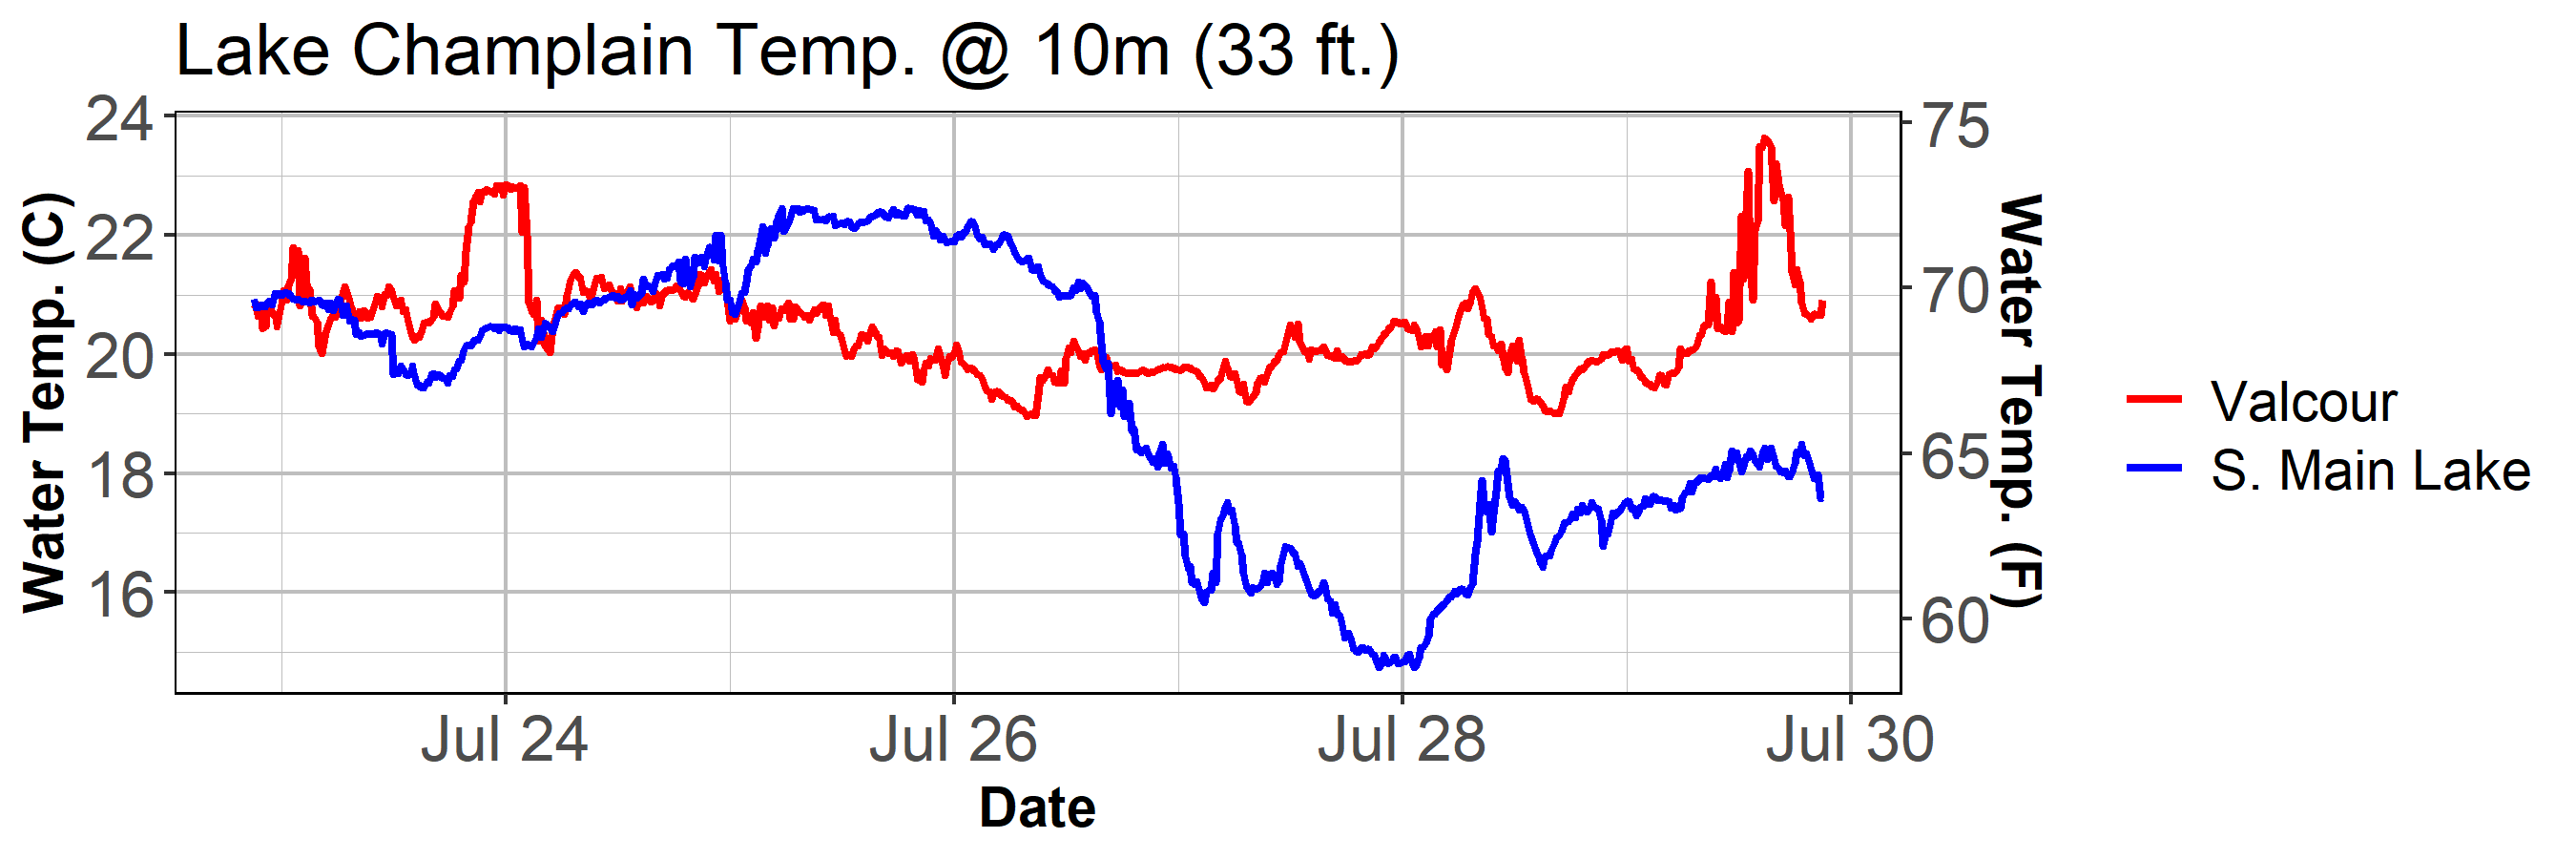 Lake Champlain Temp. @ 10m (33 ft.)
Water Temp. (C)
24
22
20
18
16
75
70
65
60
Water Temp. (F)
Valcour
S. Main Lake
Jul 24
Jul 26
Jul 28
Jul 30
Date